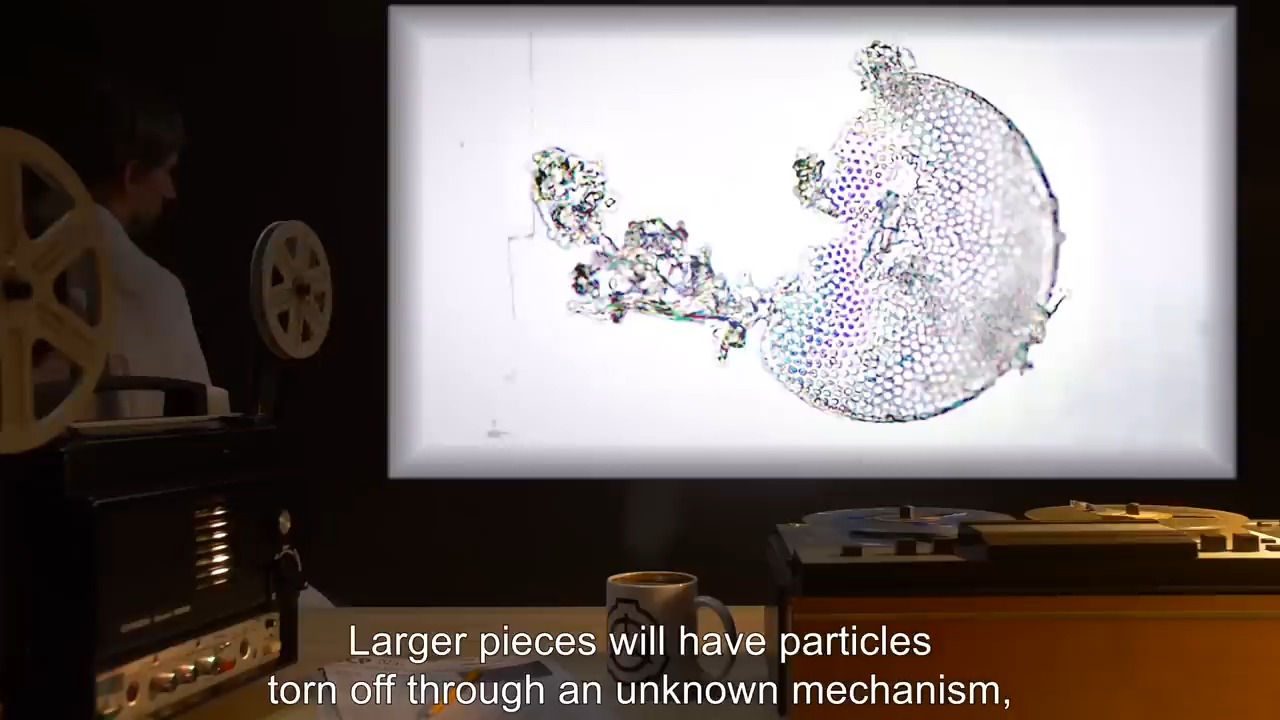 Larger pieces will have particles
torn off through an unknown mechanism,